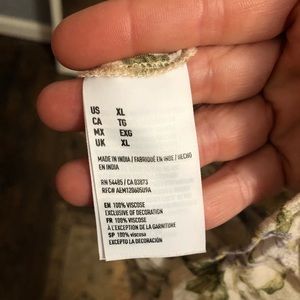 US XL
CA TG
MX EXG
UK XL
MADE IN INDIA / FABRIQUÉ EN INDE / HECHO
EN INDIA
RN 54485 / CA 03873
EN 100% VISCOSE
EXCLUSIVE OF DECORATION
FR 100% VISCOSE
À L'EXCEPTION DE LA GARNITURE
SP 100% viscosa
EXCEPTO LA DECORACIÓN